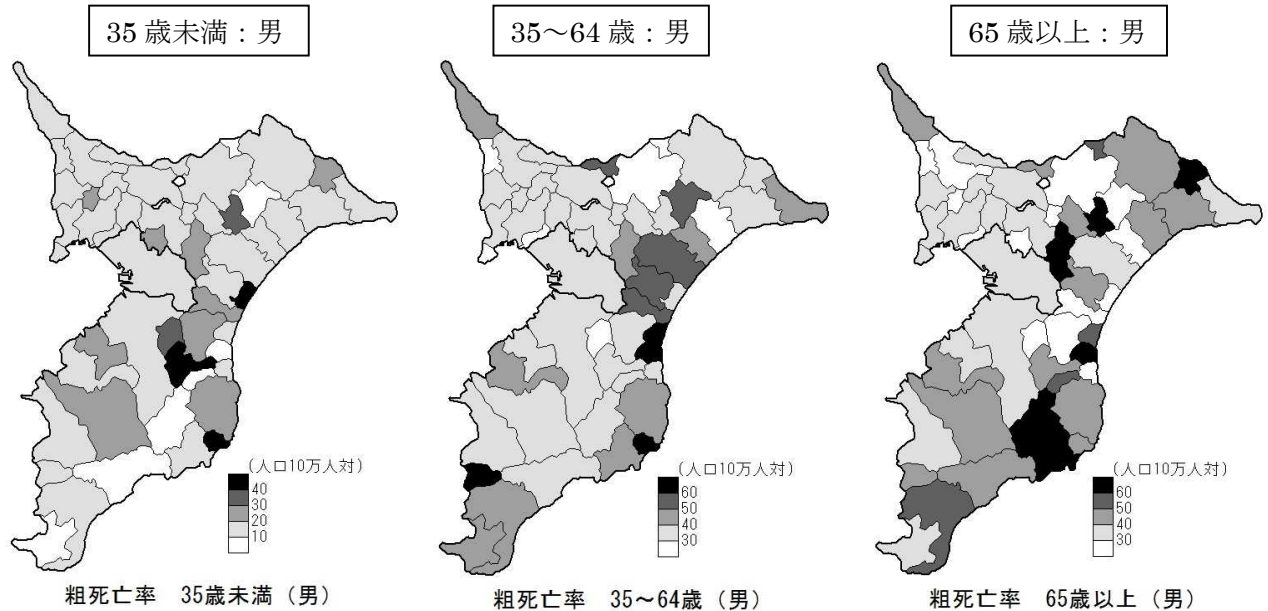 35 歳未満：男
35～64 歳：男
65 歳以上：男
(人口10万人対)
40
30
20
10
(人口10万人対)
60
50
40
30
(人口10万人対)
60
50
40
30
粗死亡率 35歳未満（男）
粗死亡率 35～64歳（男）
粗死亡率 65歳以上（男）